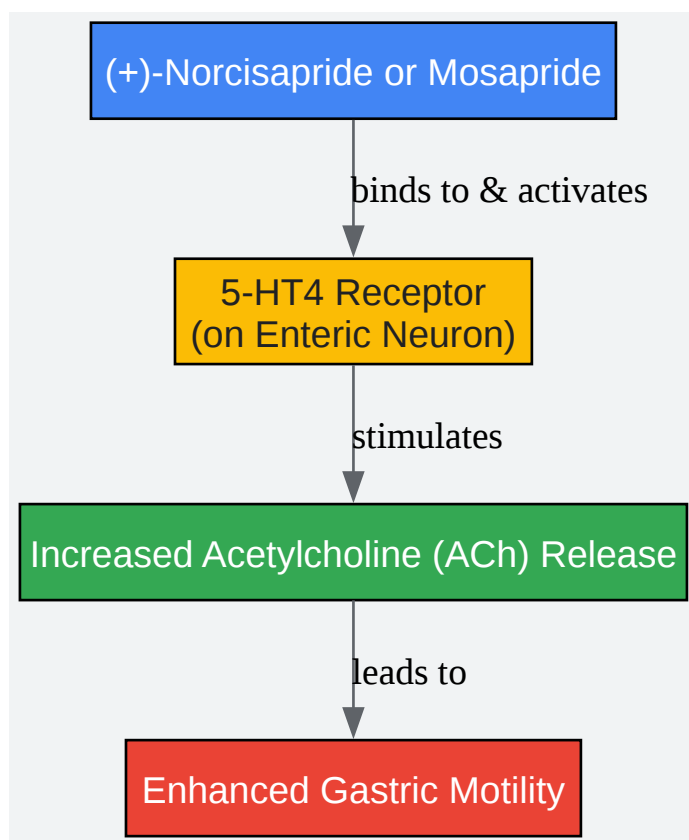 (+)-Norcisapride or Mosapride
binds to & activates
5-HT4 Receptor
(on Enteric Neuron)
stimulates
Increased Acetylcholine (ACh) Release
leads to
Enhanced Gastric Motility